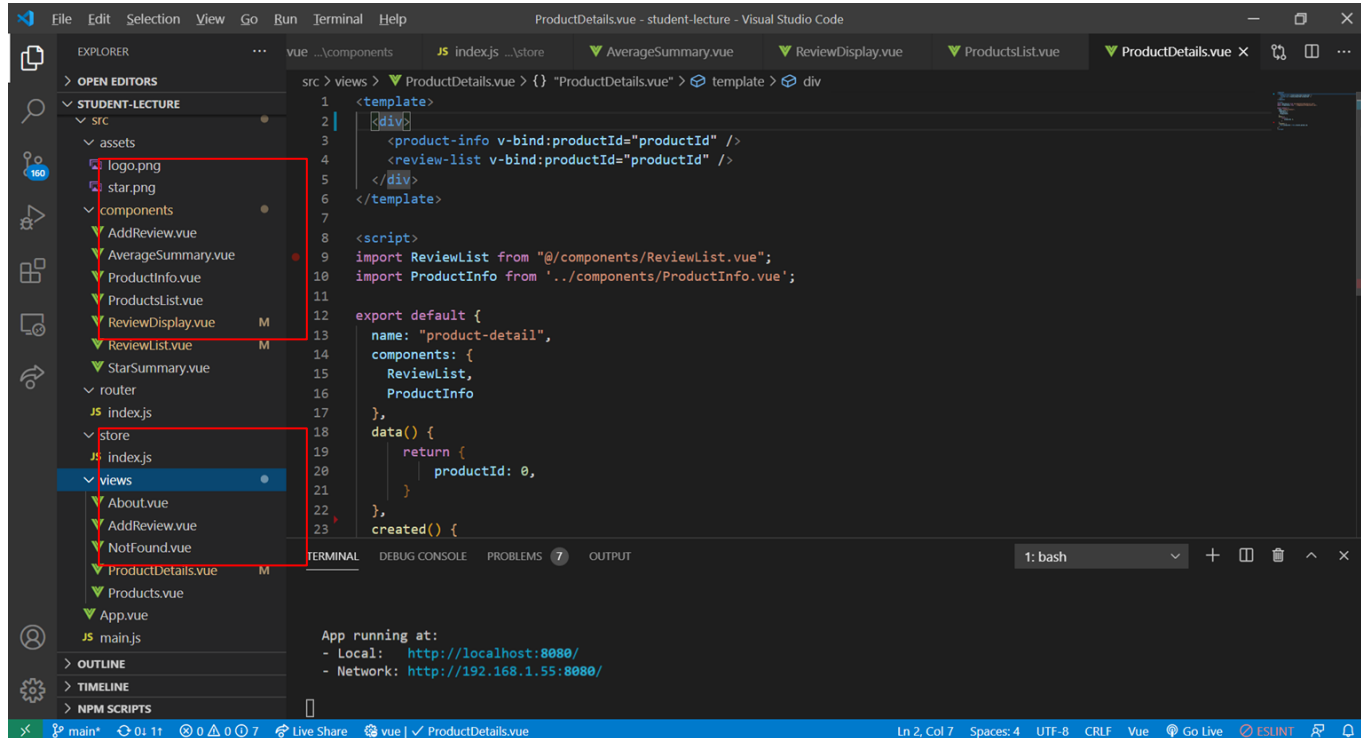 File Edit Selection View Go Run Terminal Help ProductDetails.vue - student-lecture - Visual Studio Code
EXPLORER
vue ...\components JS index.js ...\store AverageSummary.vue ReviewDisplay.vue ProductsList.vue ProductDetails.vue
OPEN EDITORS
STUDENT-LECTURE
src
assets
logo.png
star.png
components
AddReview.vue
AverageSummary.vue
ProductInfo.vue
ProductsList.vue
ReviewDisplay.vue M
ReviewList.vue M
StarSummary.vue
router
JS index.js
store
JS index.js
views
About.vue
AddReview.vue
NotFound.vue
ProductDetails.vue M
Products.vue
App.vue
JS main.js
OUTLINE
TIMELINE
NPM SCRIPTS
160
src > views > ProductDetails.vue > {} "ProductDetails.vue" > template > div
1 <template>
2 <div>
3 <product-info v-bind:productId="productId" />
4 <review-list v-bind:productId="productId" />
5 </div>
6 </template>
7
8 <script>
9 import ReviewList from "@/components/ReviewList.vue";
10 import ProductInfo from '../components/ProductInfo.vue';
11
12 export default {
13 name: "product-detail",
14 components: {
15 ReviewList,
16 ProductInfo
17 },
18 data() {
19 return {
20 productId: 0,
21 }
22 },
23 created() {
TERMINAL DEBUG CONSOLE PROBLEMS 7 OUTPUT 1: bash
App running at:
- Local: http://localhost:8080/
- Network: http://192.168.1.55:8080/
main* 0↓ 1↑ 0 0 7 Live Share vue | ✓ ProductDetails.vue Ln 2, Col 7 Spaces: 4 UTF-8 CRLF Vue Go Live ESLINT